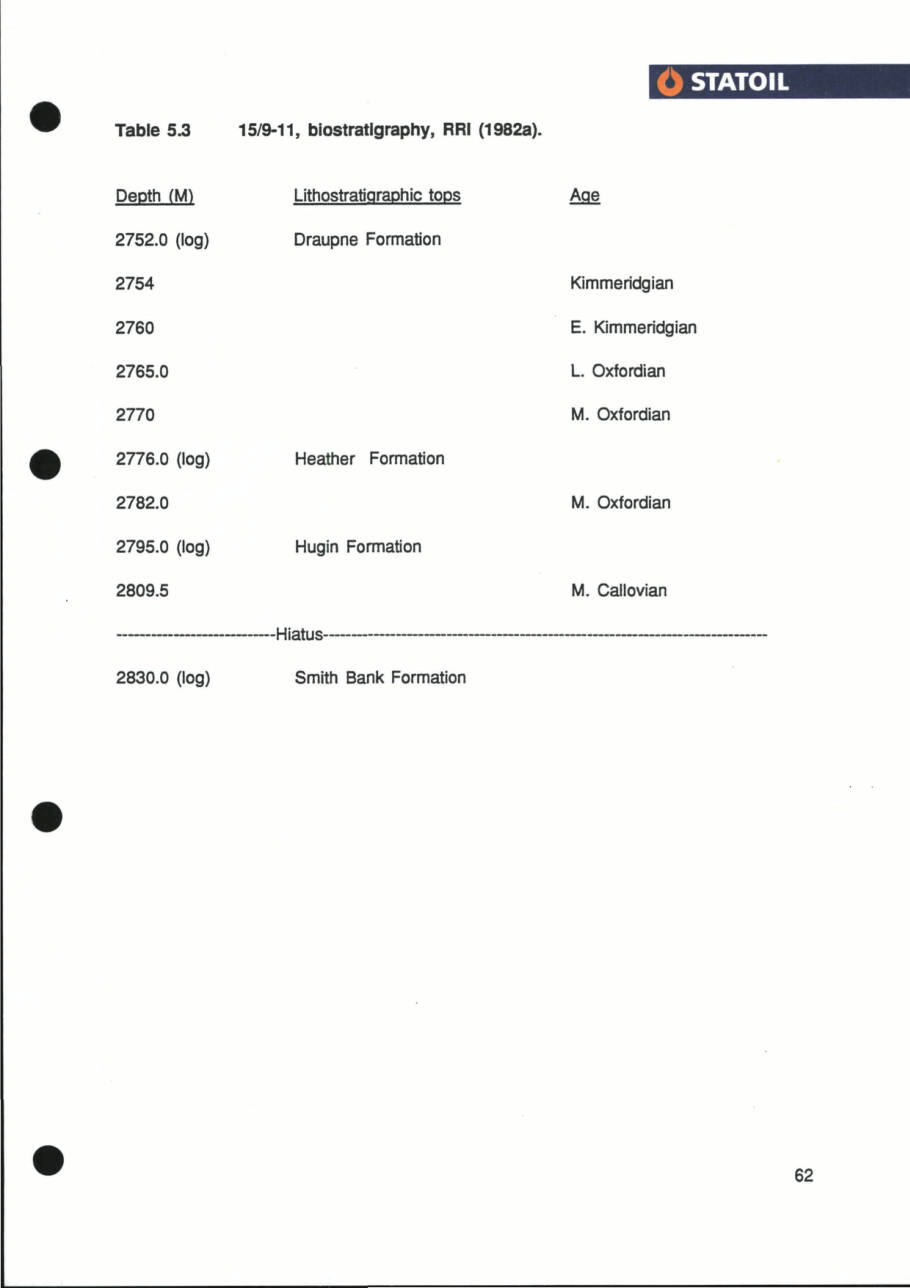 STATOIL
Table 5.3 15/9-11, biostratigraphy, RRI (1982a).
Depth (M) Lithostratigraphic tops Age
2752.0 (log) Draupne Formation
2754 Kimmeridgian
2760 E. Kimmeridgian
2765.0 L. Oxfordian
2770 M. Oxfordian
2776.0 (log) Heather Formation
2782.0 M. Oxfordian
2795.0 (log) Hugin Formation
2809.5 M. Callovian
----------------------------Hiatus------------------------------------------------------------------------------
2830.0 (log) Smith Bank Formation
62